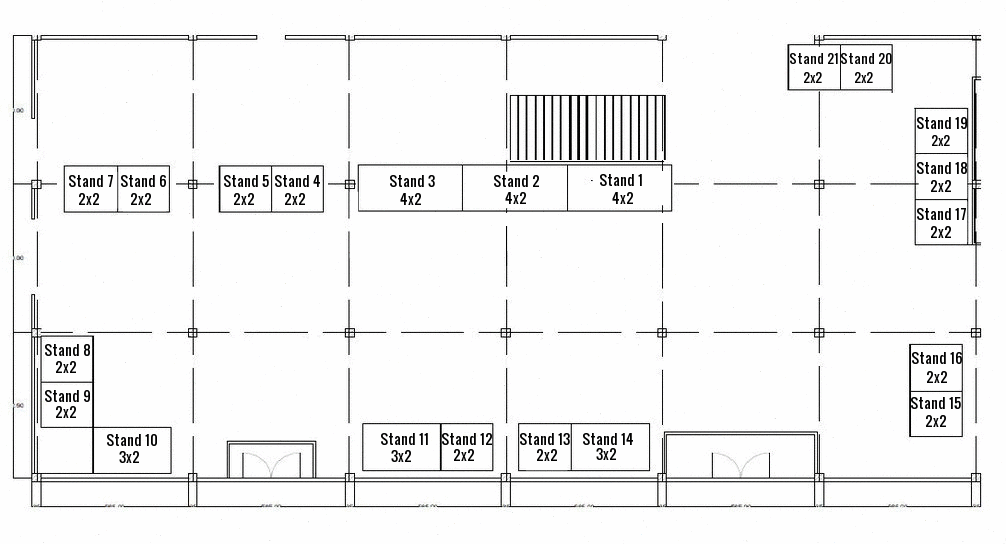 Stand 21
2x2
Stand 20
2x2
Stand 19
2x2
Stand 18
2x2
Stand 17
2x2
Stand 7
2x2
Stand 6
2x2
Stand 5
2x2
Stand 4
2x2
Stand 3
4x2
Stand 2
4x2
Stand 1
4x2
Stand 8
2x2
Stand 9
2x2
Stand 10
3x2
Stand 11
3x2
Stand 12
2x2
Stand 13
2x2
Stand 14
3x2
Stand 16
2x2
Stand 15
2x2